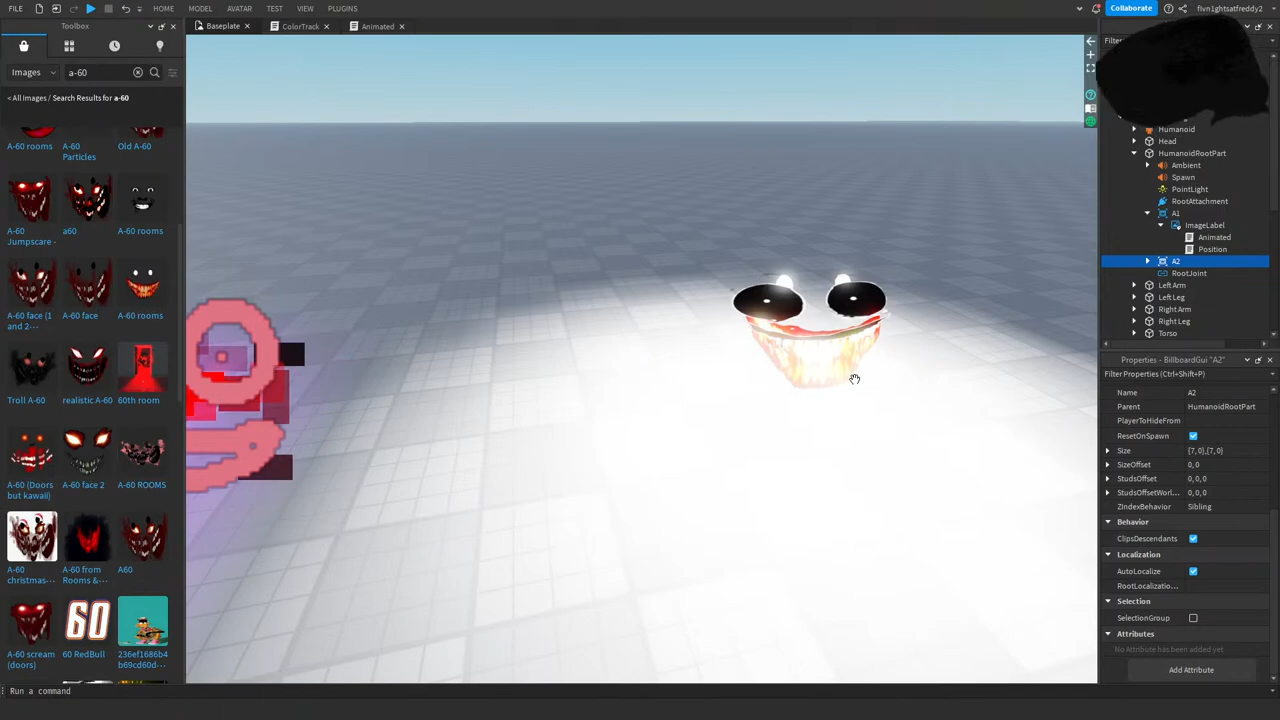 FILE
HOME
MODEL
AVATAR
TEST
VIEW
PLUGINS
Collaborate
fivn1ghtsatfreddy2
Toolbox
Baseplate
ColorTrack
Animated
Images
a-60
< All Images / Search Results for a-60
A-60 rooms
A-60 Particles
Old A-60
A-60 Jumpscare -
a60
A-60 rooms
A-60 face (1 and 2···
A-60 face
A-60 rooms
Troll A-60
realistic A-60
60th room
A-60 (Doors but kawaii)
A-60 face 2
A-60 ROOMS
A-60 christmas···
A-60 from Rooms &···
A60
A-60 scream (doors)
60 RedBull
236ef1686b4b69cd60d···
Run a command
Humanoid
Head
HumanoidRootPart
Ambient
Spawn
PointLight
RootAttachment
A1
ImageLabel
Animated
Position
A2
RootJoint
Left Arm
Left Leg
Right Arm
Right Leg
Torso
Properties - BillboardGui "A2"
Filter Properties (Ctrl+Shift+P)
Name A2
Parent HumanoidRootPart
PlayerToHideFrom
ResetOnSpawn
Size {7, 0},{7, 0}
SizeOffset 0, 0
StudsOffset 0, 0, 0
StudsOffsetWorl... 0, 0, 0
ZIndexBehavior Sibling
Behavior
ClipsDescendants
Localization
AutoLocalize
RootLocalizatio...
Selection
SelectionGroup
Attributes
No Attribute has been added yet
Add Attribute